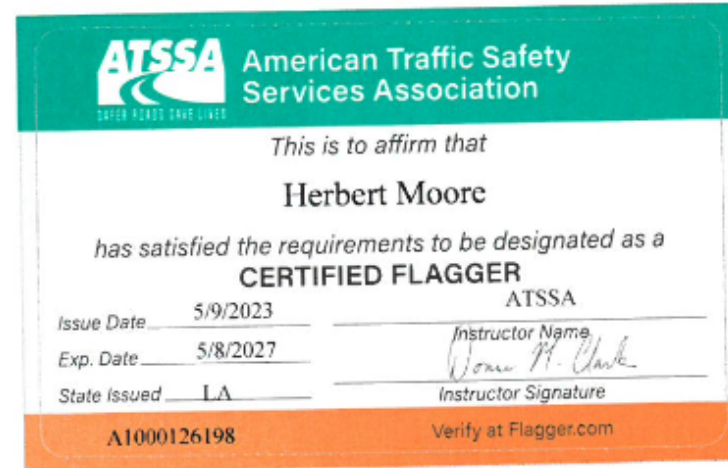 ATSSA
SAFER ROADS SAVE LIVES
American Traffic Safety
Services Association
This is to affirm that
Herbert Moore
has satisfied the requirements to be designated as a
CERTIFIED FLAGGER
Issue Date 5/9/2023
ATSSA
Instructor Name
Exp. Date 5/8/2027
M. Clark
Instructor Signature
State Issued LA
A1000126198
Verify at Flagger.com